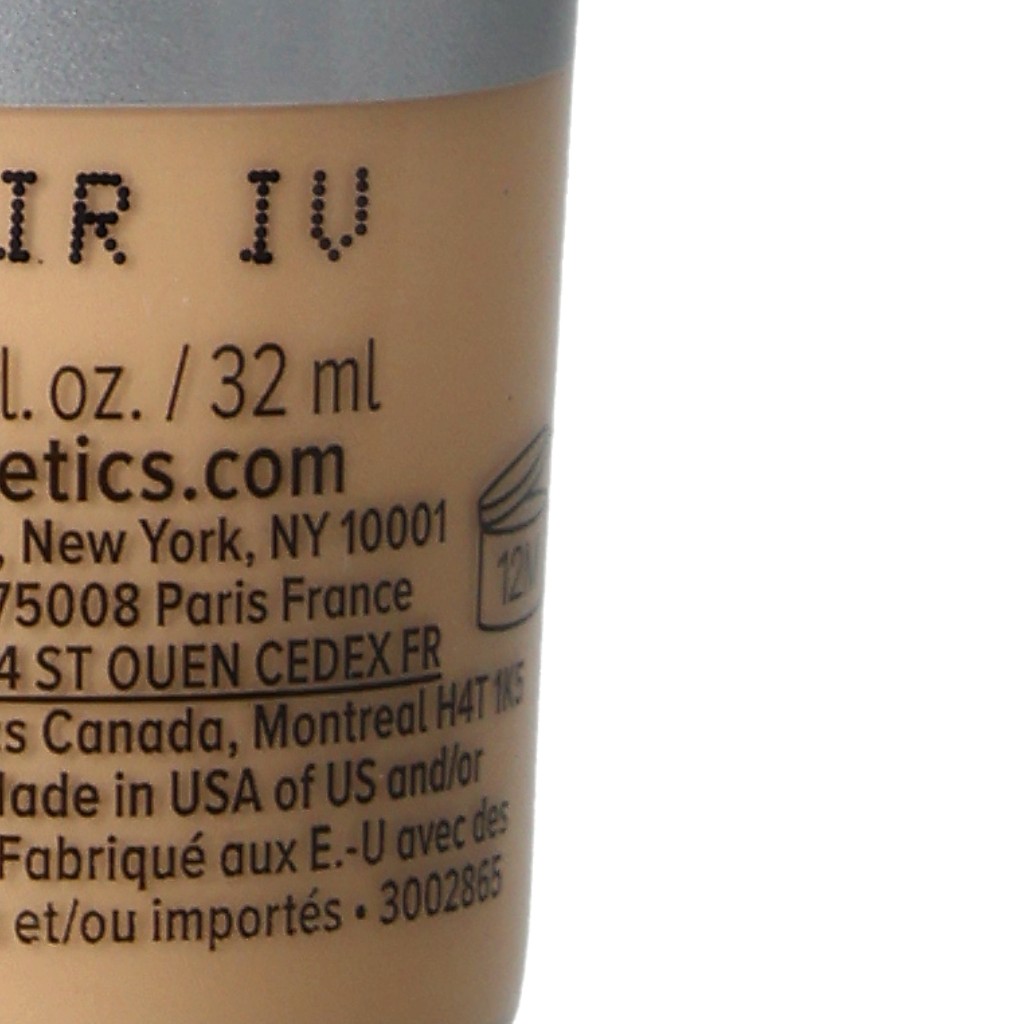 IR IV
l. oz. / 32 ml
etics.com
, New York, NY 10001
75008 Paris France
12M
4 ST OUEN CEDEX FR
s Canada, Montreal H4T 1K5
ade in USA of US and/or
Fabriqué aux E.-U avec des
et/ou importés • 3002865